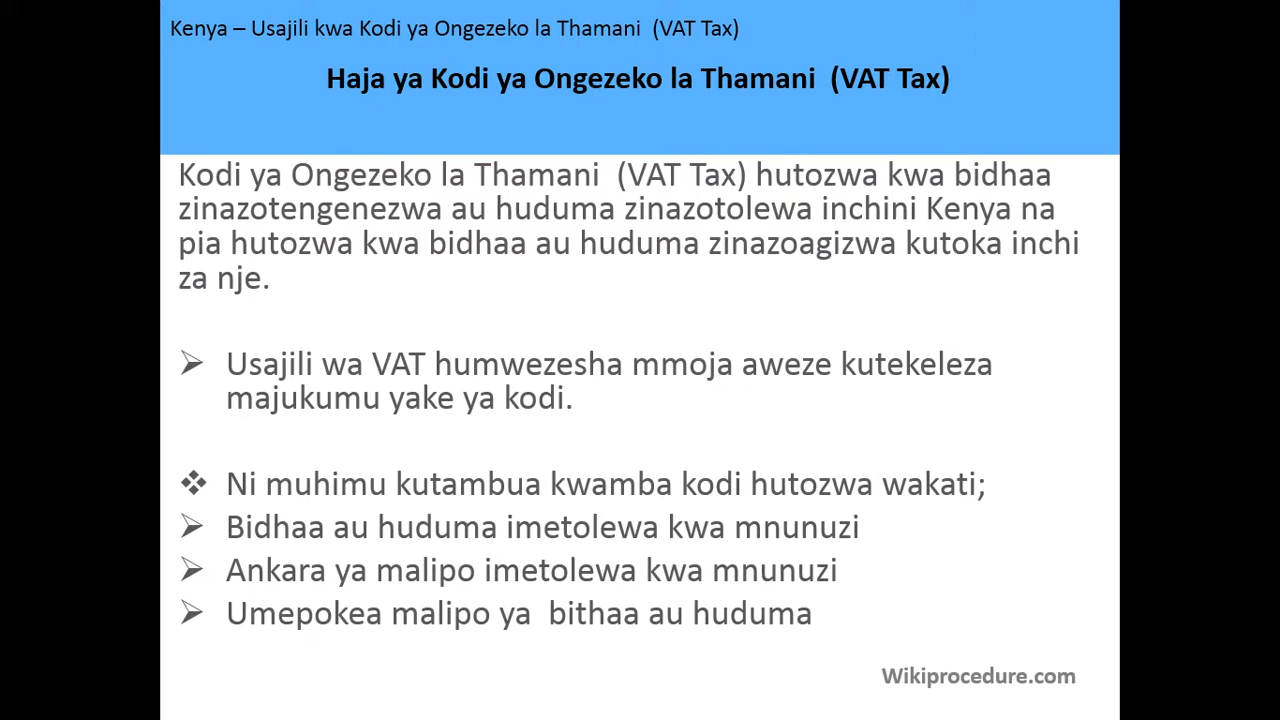 Kenya – Usajili kwa Kodi ya Ongezeko la Thamani  (VAT Tax)
Haja ya Kodi ya Ongezeko la Thamani  (VAT Tax)
Kodi ya Ongezeko la Thamani  (VAT Tax) hutozwa kwa bidhaa
zinazotengenezwa au huduma zinazotolewa inchini Kenya na
pia hutozwa kwa bidhaa au huduma zinazoagizwa kutoka inchi
za nje.
➢ Usajili wa VAT humwezesha mmoja aweze kutekeleza
majukumu yake ya kodi.
❖ Ni muhimu kutambua kwamba kodi hutozwa wakati;
➢ Bidhaa au huduma imetolewa kwa mnunuzi
➢ Ankara ya malipo imetolewa kwa mnunuzi
➢ Umepokea malipo ya  bithaa au huduma
Wikiprocedure.com